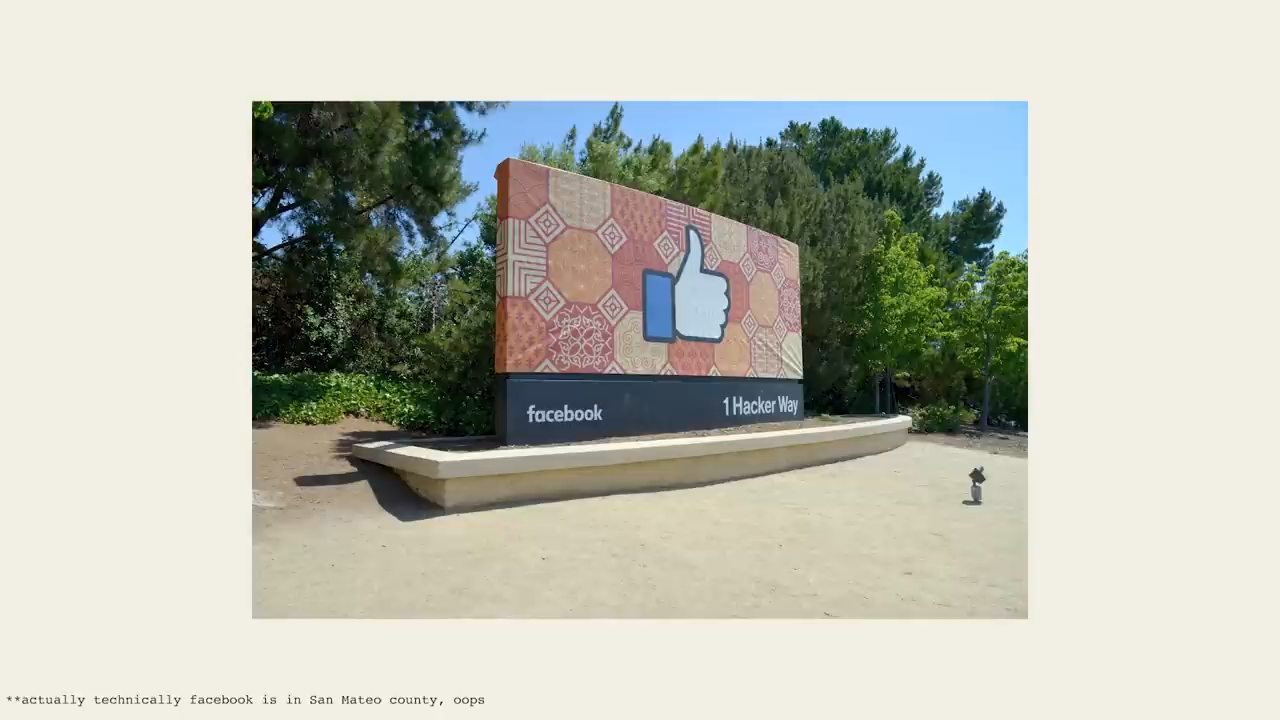 facebook
1 Hacker Way
**actually technically facebook is in San Mateo county, oops